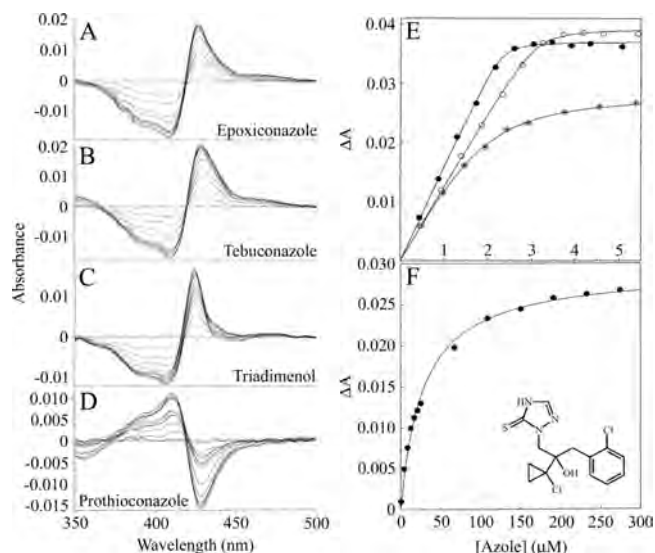 A
0.02
0.01
0
-0.01
Epoxiconazole
B
0.02
0.01
0
-0.01
Tebuconazole
C
0.01
0
-0.01
Triadimenol
D
0.010
0.005
0.000
-0.005
-0.010
-0.015
Prothioconazole
350 400 450 500
Wavelength (nm)
Absorbance
E
0.04
0.03
0.02
0.01
1 2 3 4 5
ΔA
F
0.030
0.025
0.020
0.015
0.010
0.005
0
0 50 100 150 200 250 300
ΔA
[Azole] (µM)
HN
N
S
N
Cl
OH
Cl